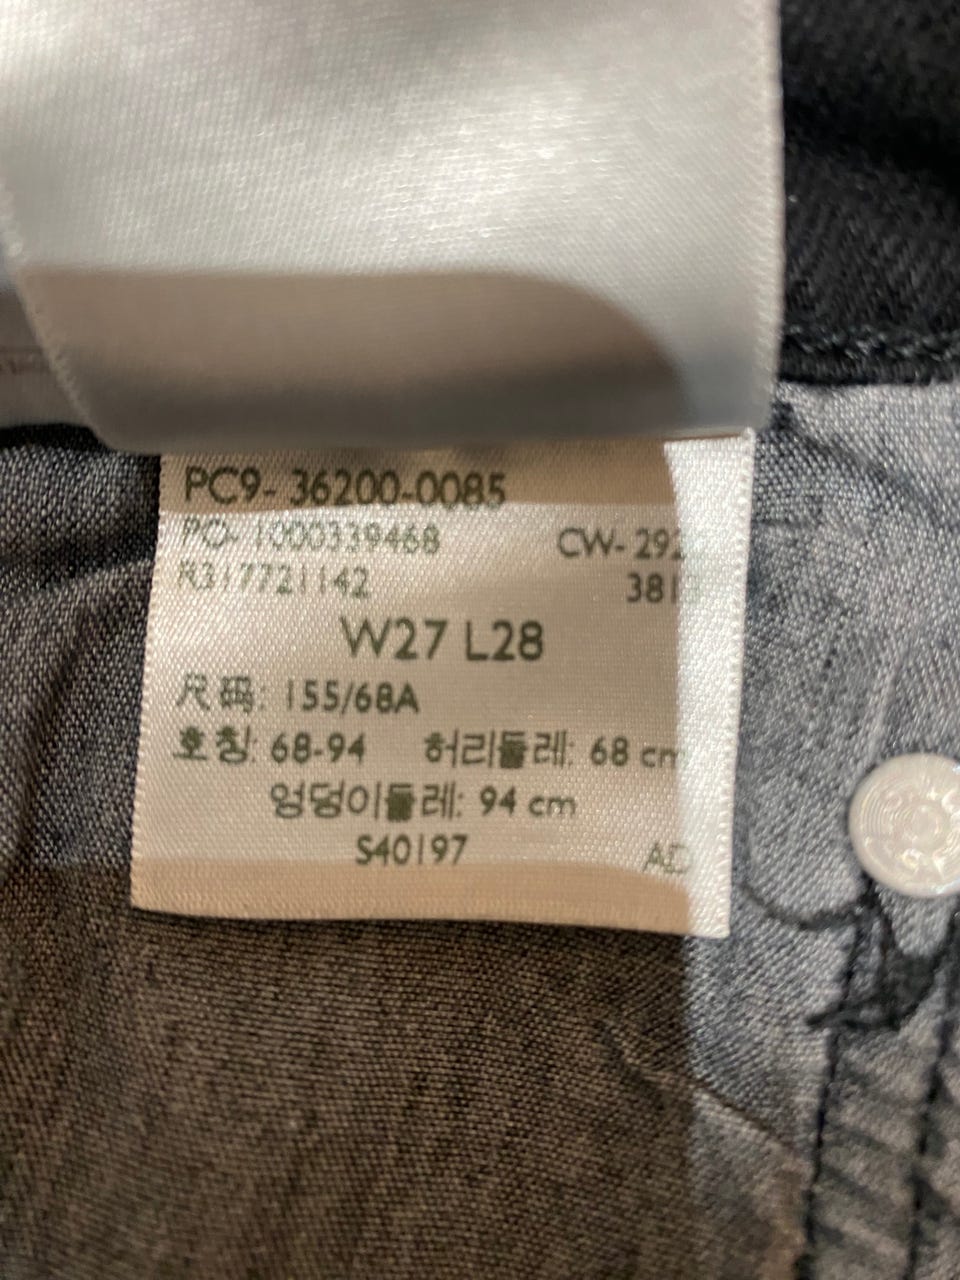 PC9- 36200-0085
PO- 1000339468 CW- 292
R317721142 381
W27 L28
尺码: 155/68A
호칭: 68-94 허리둘레: 68 cm
엉덩이둘레: 94 cm
S40197 AD